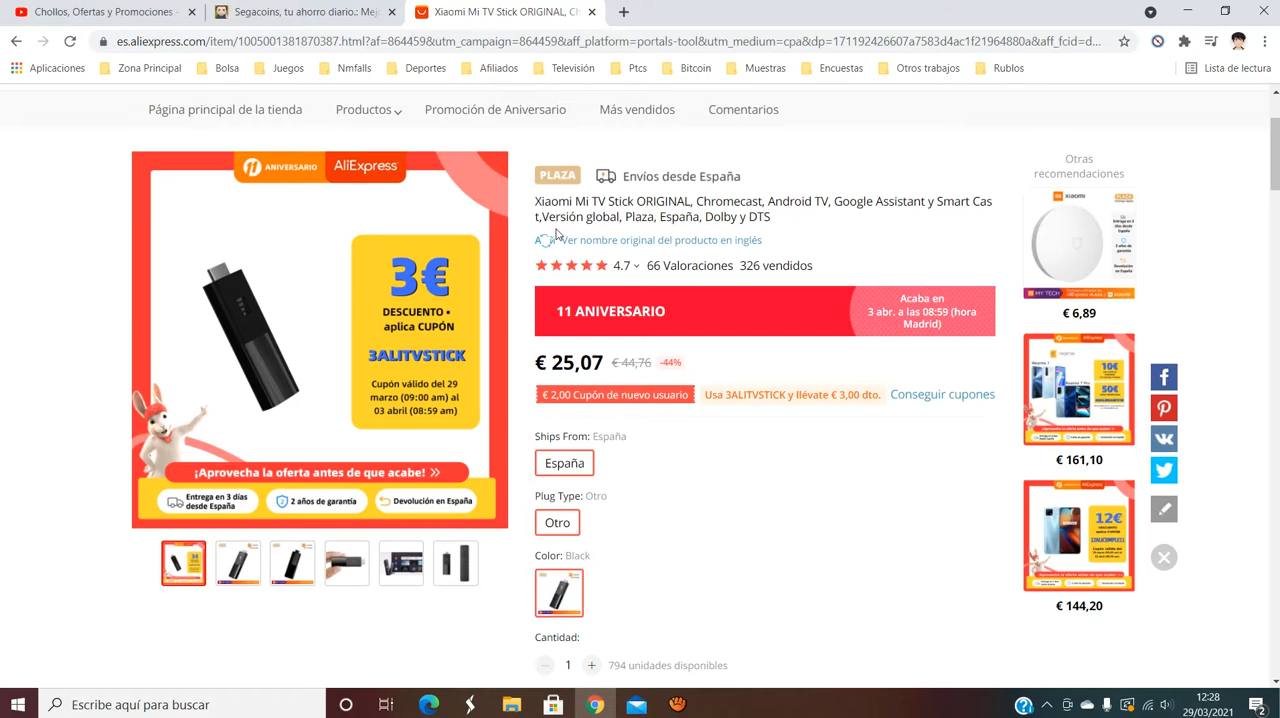 Chollos, Ofertas y Promociones -
Segacoins, tu ahorro diario: Mej
Xiaomi Mi TV Stick ORIGINAL, Ch
es.aliexpress.com/item/1005001381870387.html?af=864459&utm_campaign=864459&aff_platform=portals-tool&utm_medium=cpa&dp=171192426607a7583d4ac1f21964880a&aff_fcid=d...
Aplicaciones Zona Principal Bolsa Juegos Nmfalls Deportes Afiliados Televisión Ptcs Bitcoin Muestras Encuestas Otros trabajos Rublos Lista de lectura
Página principal de la tienda Productos Promoción de Aniversario Más vendidos Comentarios
11 ANIVERSARIO AliExpress
3€
DESCUENTO •
aplica CUPÓN
3ALITVSTICK
Cupón válido del 29
marzo (09:00 am) al
03 abril (08:59 am)
¡Aprovecha la oferta antes de que acabe! >>
Entrega en 3 días
desde España
2 años de garantía
Devolución en España
PLAZA Envíos desde España
Xiaomi Mi TV Stick ORIGINAL, Chromecast, Android TV, Google Assistant y Smart Cas
t,Versión global, Plaza, España, Dolby y DTS
Ver nombre original del producto en inglés
4.7 66 Valoraciones 326 vendidos
11 ANIVERSARIO
Acaba en
3 abr. a las 08:59 (hora
Madrid)
€ 25,07 € 44,76 -44%
€ 2,00 Cupón de nuevo usuario Usa 3ALITVSTICK y llévate € 3,00 dto. Conseguir cupones
Ships From: España
España
Plug Type: Otro
Otro
Color: Black
Cantidad:
1 794 unidades disponibles
Otras
recomendaciones
xiaomi PLAZA
MY TECH
€ 6,89
realme
10€
50€
€ 161,10
12€
€ 144,20
Escribe aquí para buscar
12:28
29/03/2021